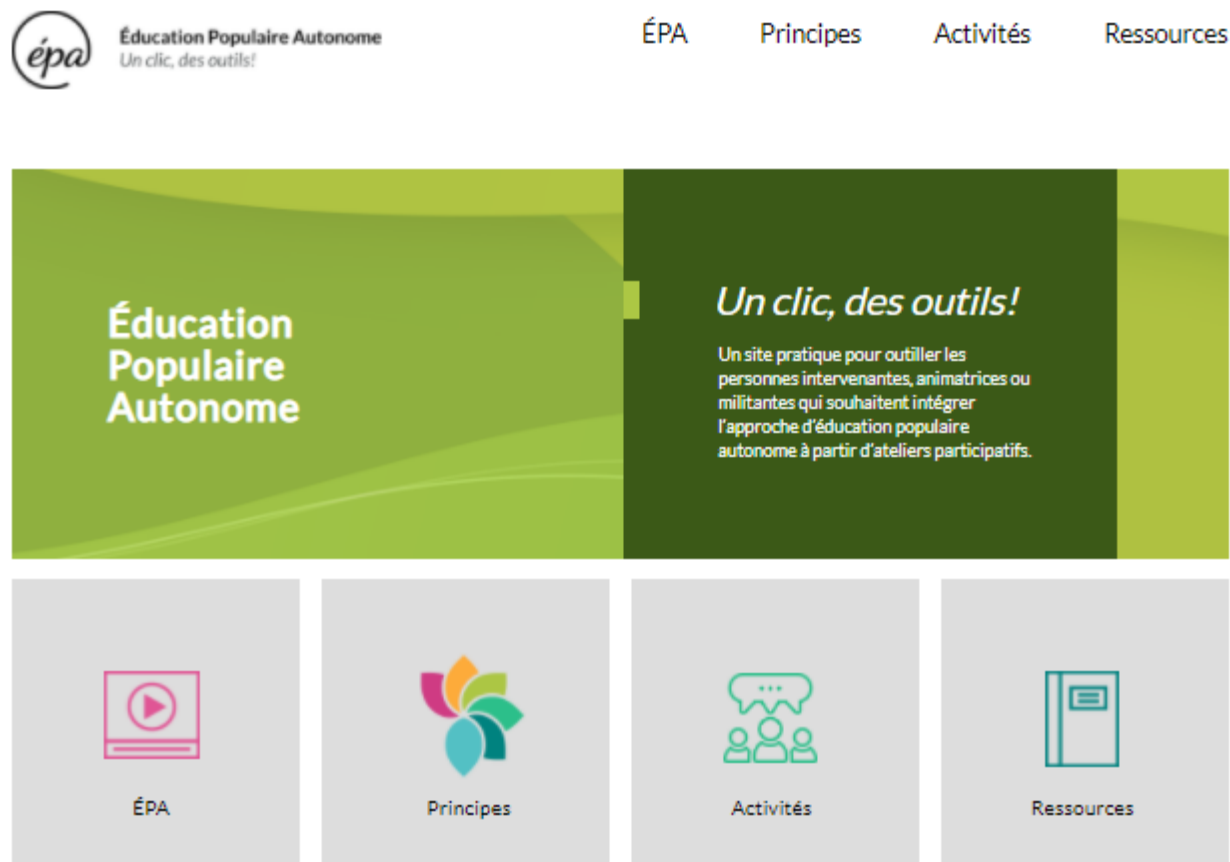 épa
Éducation Populaire Autonome
Un clic, des outils!
ÉPA Principes Activités Ressources
Éducation
Populaire
Autonome
Un clic, des outils!
Un site pratique pour outiller les
personnes intervenantes, animatrices ou
militantes qui souhaitent intégrer
l'approche d'éducation populaire
autonome à partir d'ateliers participatifs.
ÉPA
Principes
Activités
Ressources